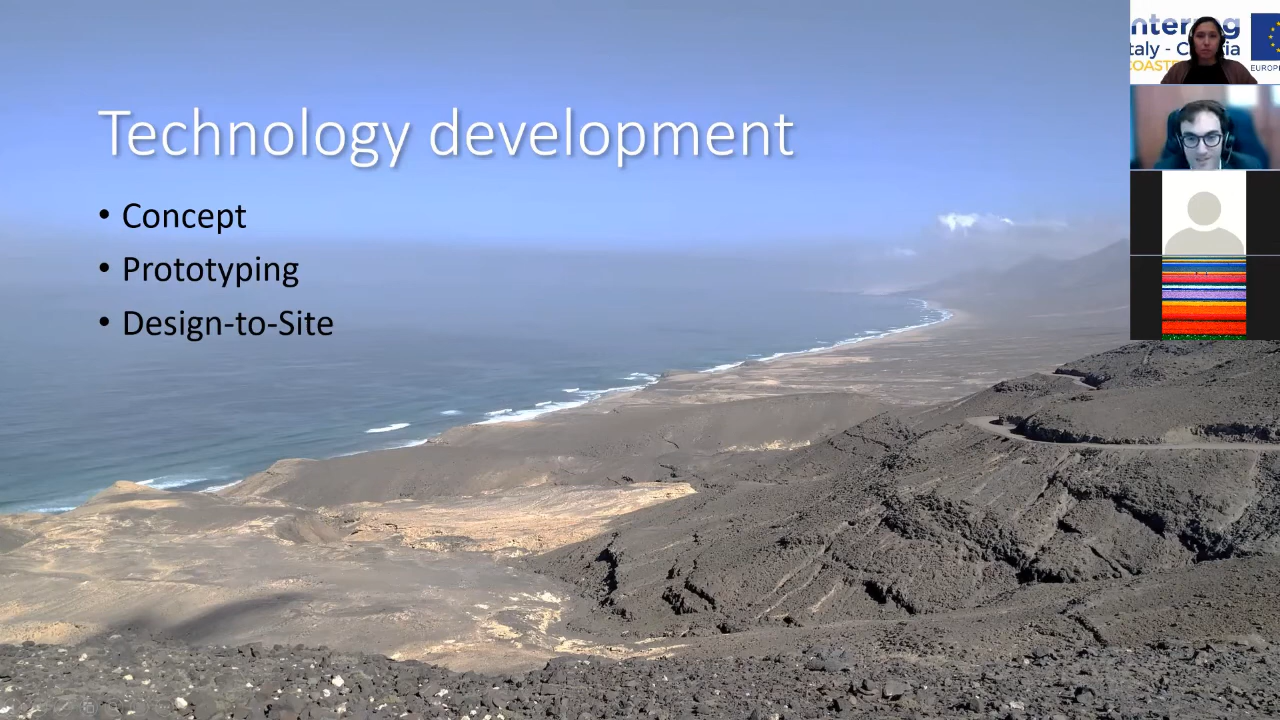 Technology development
• Concept
• Prototyping
• Design-to-Site